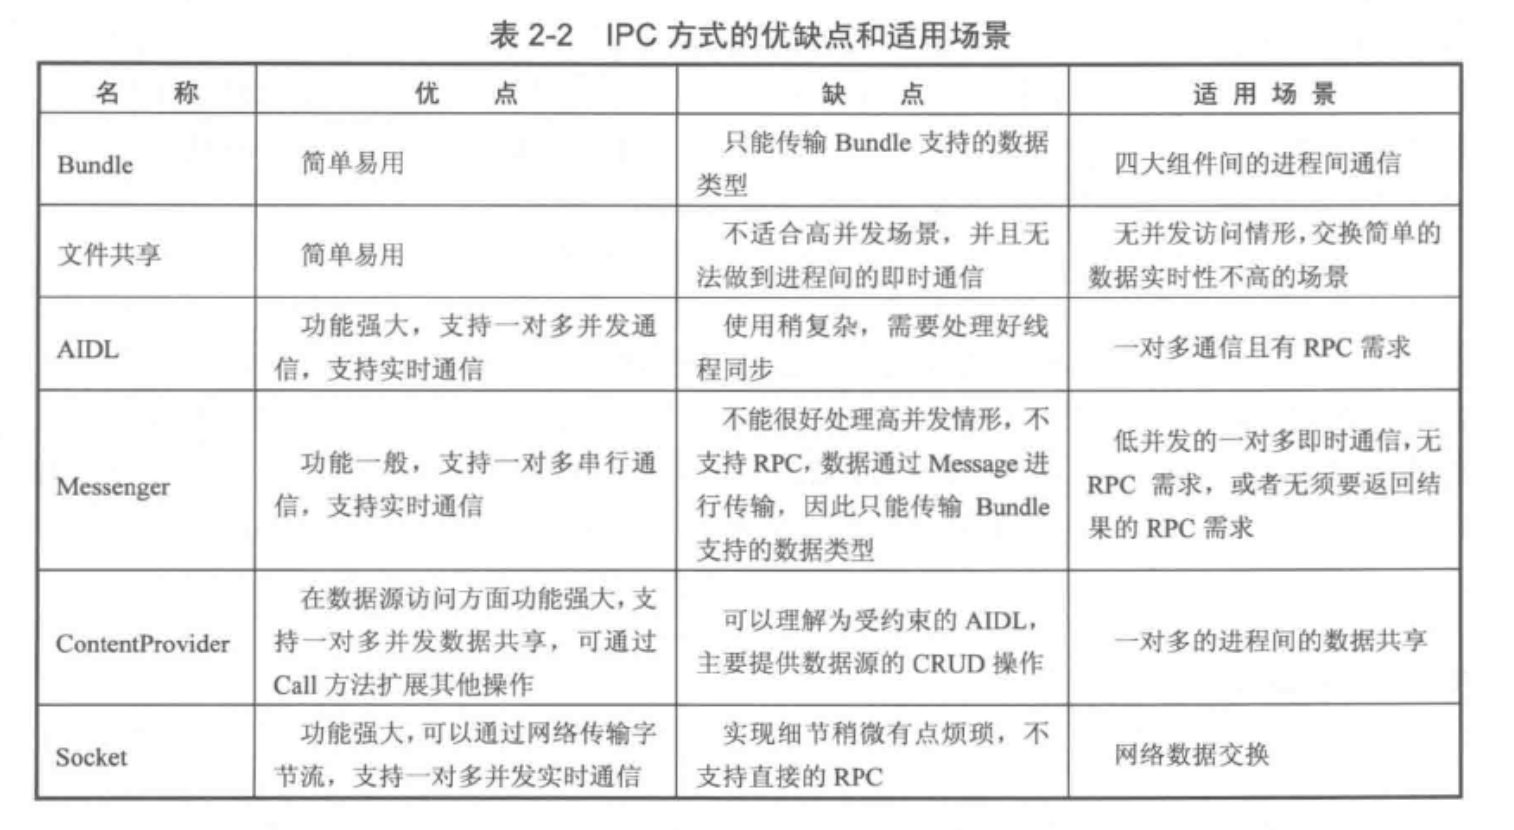 表 2-2 IPC 方式的优缺点和适用场景
名 称 优 点 缺 点 适 用 场 景
Bundle
简单易用
只能传输 Bundle 支持的数据
类型
四大组件间的进程间通信
文件共享
简单易用
不适合高并发场景，并且无
法做到进程间的即时通信
无并发访问情形，交换简单的
数据实时性不高的场景
AIDL
功能强大，支持一对多并发通
信，支持实时通信
使用稍复杂，需要处理好线
程同步
一对多通信且有 RPC 需求
Messenger
功能一般，支持一对多串行通
信，支持实时通信
不能很好处理高并发情形，不
支持 RPC，数据通过 Message 进
行传输，因此只能传输 Bundle
支持的数据类型
低并发的一对多即时通信，无
RPC 需求，或者无须要返回结
果的 RPC 需求
ContentProvider
在数据源访问方面功能强大，支
持一对多并发数据共享，可通过
Call 方法扩展其他操作
可以理解为受约束的 AIDL，
主要提供数据源的 CRUD 操作
一对多的进程间的数据共享
Socket
功能强大，可以通过网络传输字
节流，支持一对多并发实时通信
实现细节稍微有点烦琐，不
支持直接的 RPC
网络数据交换